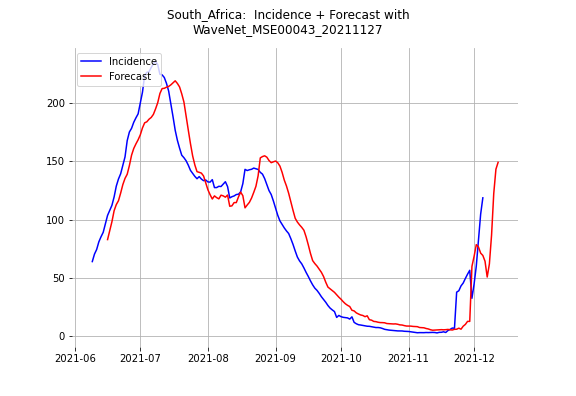 South_Africa:  Incidence + Forecast with
WaveNet_MSE00043_20211127
Incidence
Forecast
200
150
100
50
0
2021-06 2021-07 2021-08 2021-09 2021-10 2021-11 2021-12